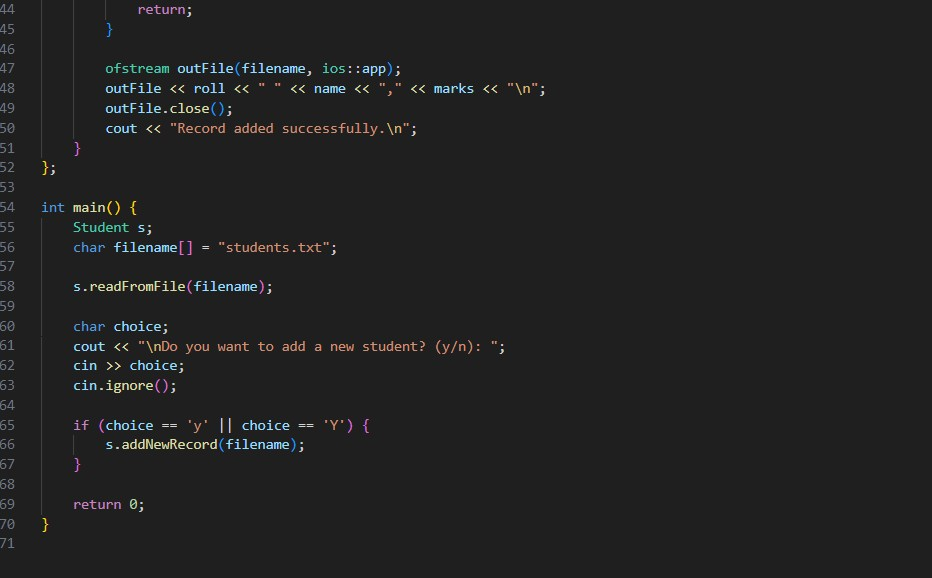 44 return;
45 }
46
47 ofstream outFile(filename, ios::app);
48 outFile << roll << " " << name << "," << marks << "\n";
49 outFile.close();
50 cout << "Record added successfully.\n";
51 }
52 };
53
54 int main() {
55 Student s;
56 char filename[] = "students.txt";
57
58 s.readFromFile(filename);
59
60 char choice;
61 cout << "\nDo you want to add a new student? (y/n): ";
62 cin >> choice;
63 cin.ignore();
64
65 if (choice == 'y' || choice == 'Y') {
66 s.addNewRecord(filename);
67 }
68
69 return 0;
70 }
71